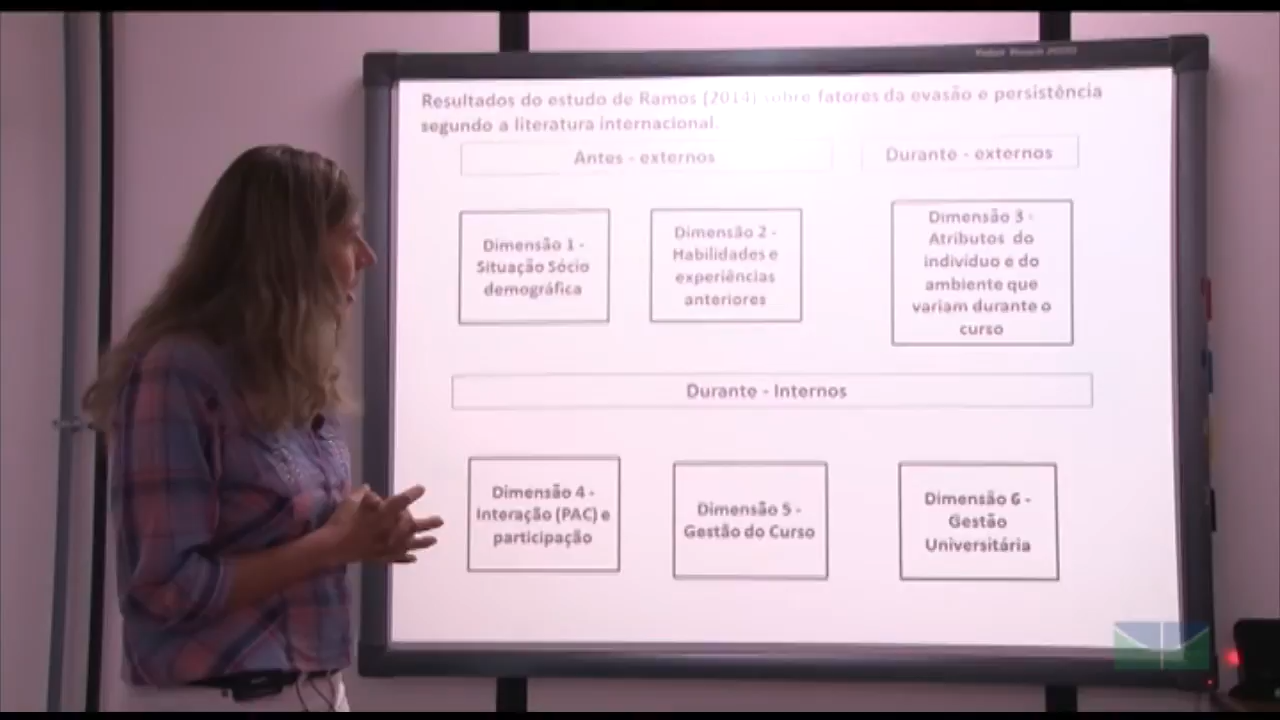 Resultados do estudo de Ramos (2014) sobre fatores da evasão e persistência
segundo a literatura internacional.
Antes - externos
Durante - externos
Dimensão 1 -
Situação Sócio
demográfica
Dimensão 2 -
Habilidades e
experiências
anteriores
Dimensão 3 -
Atributos do
indivíduo e do
ambiente que
variam durante o
curso
Durante - Internos
Dimensão 4 -
Interação (PAC) e
participação
Dimensão 5 -
Gestão do Curso
Dimensão 6 -
Gestão
Universitária